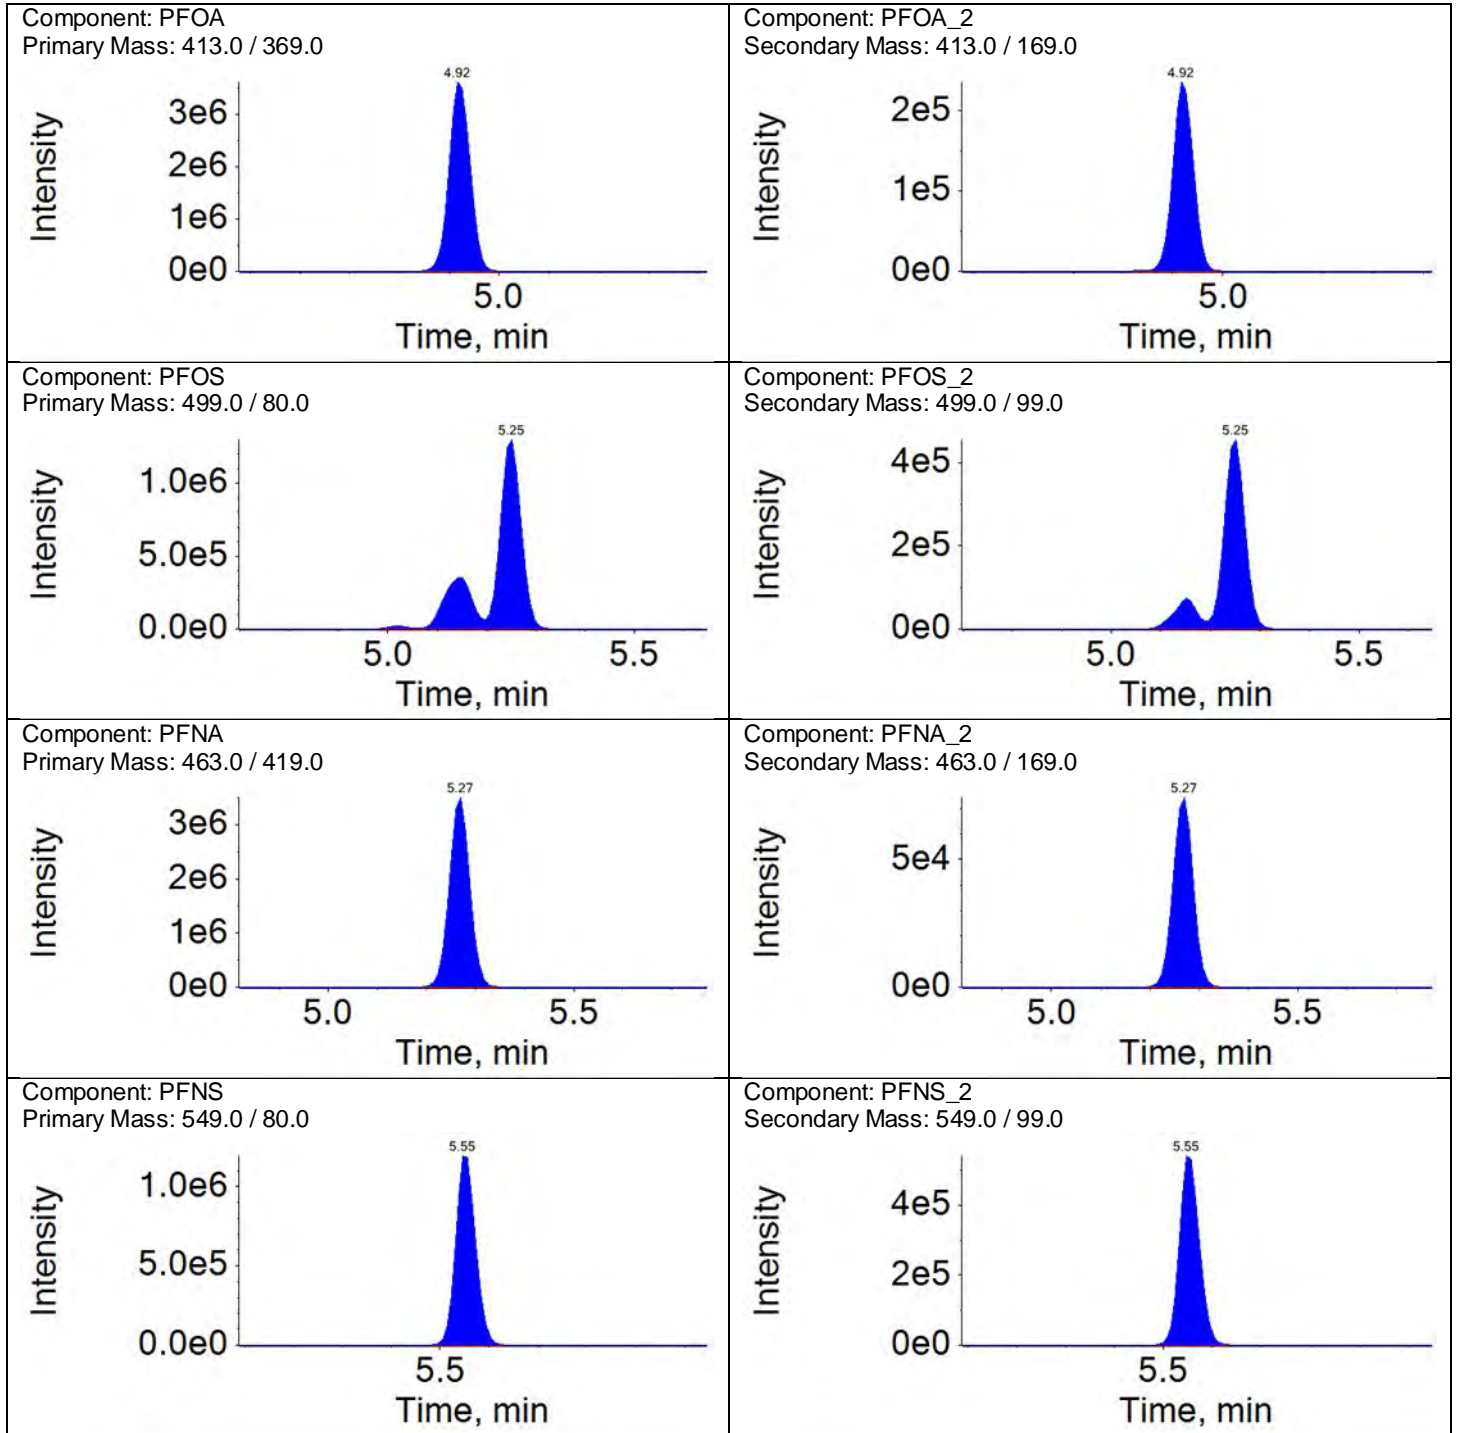 Component: PFOA
Primary Mass: 413.0 / 369.0
4.92
Intensity
3e6
2e6
1e6
0e0
5.0
Time, min
Component: PFOA_2
Secondary Mass: 413.0 / 169.0
4.92
Intensity
2e5
1e5
0e0
5.0
Time, min
Component: PFOS
Primary Mass: 499.0 / 80.0
5.25
Intensity
1.0e6
5.0e5
0.0e0
5.0 5.5
Time, min
Component: PFOS_2
Secondary Mass: 499.0 / 99.0
5.25
Intensity
4e5
2e5
0e0
5.0 5.5
Time, min
Component: PFNA
Primary Mass: 463.0 / 419.0
5.27
Intensity
3e6
2e6
1e6
0e0
5.0 5.5
Time, min
Component: PFNA_2
Secondary Mass: 463.0 / 169.0
5.27
Intensity
5e4
0e0
5.0 5.5
Time, min
Component: PFNS
Primary Mass: 549.0 / 80.0
5.55
Intensity
1.0e6
5.0e5
0.0e0
5.5
Time, min
Component: PFNS_2
Secondary Mass: 549.0 / 99.0
5.55
Intensity
4e5
2e5
0e0
5.5
Time, min